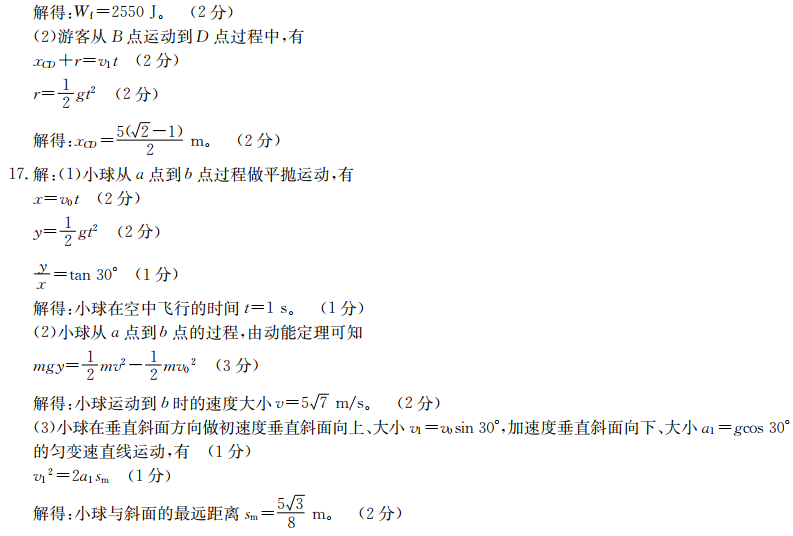 解得:Wf=2550 J。 (2分)
(2)游客从B点运动到D点过程中,有
xCD+r=v1t (2分)
r=1/2gt² (2分)
解得:xCD=5(√2-1)/2 m。 (2分)
17. 解:(1)小球从a点到b点过程做平抛运动,有
x=v0t (2分)
y=1/2gt² (2分)
y/x=tan 30° (1分)
解得:小球在空中飞行的时间t=1 s。 (1分)
(2)小球从a点到b点的过程,由动能定理可知
mgy=1/2mv²-1/2mv0² (3分)
解得:小球运动到b时的速度大小v=5√7 m/s。 (2分)
(3)小球在垂直斜面方向做初速度垂直斜面向上、大小v1=v0sin 30°,加速度垂直斜面向下、大小a1=gcos 30°
的匀变速直线运动,有 (1分)
v1²=2a1sm (1分)
解得:小球与斜面的最远距离sm=5√3/8 m。 (2分)